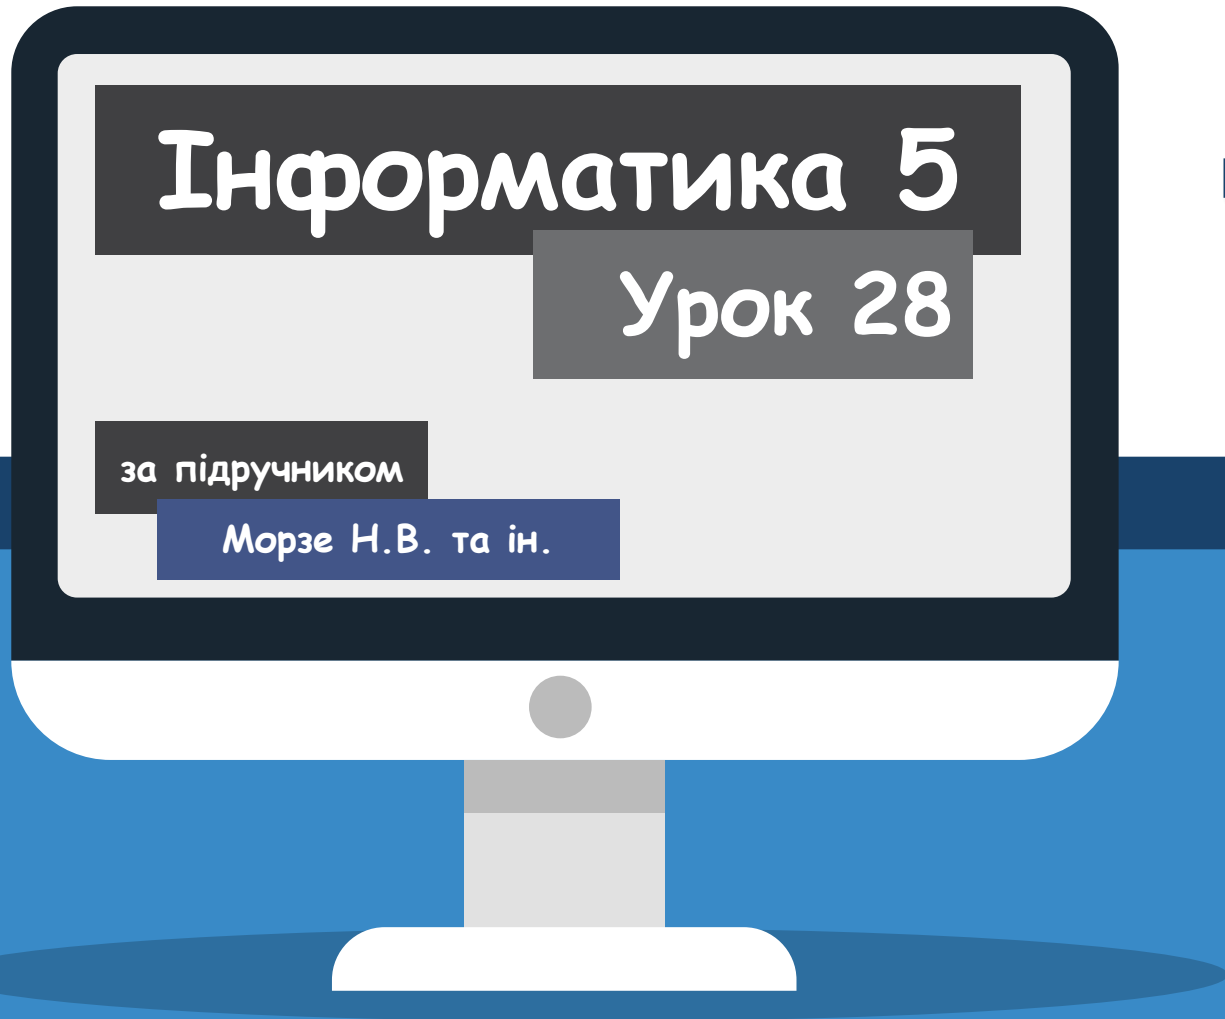 Інформатика 5
Урок 28
за підручником
Морзе Н.В. та ін.